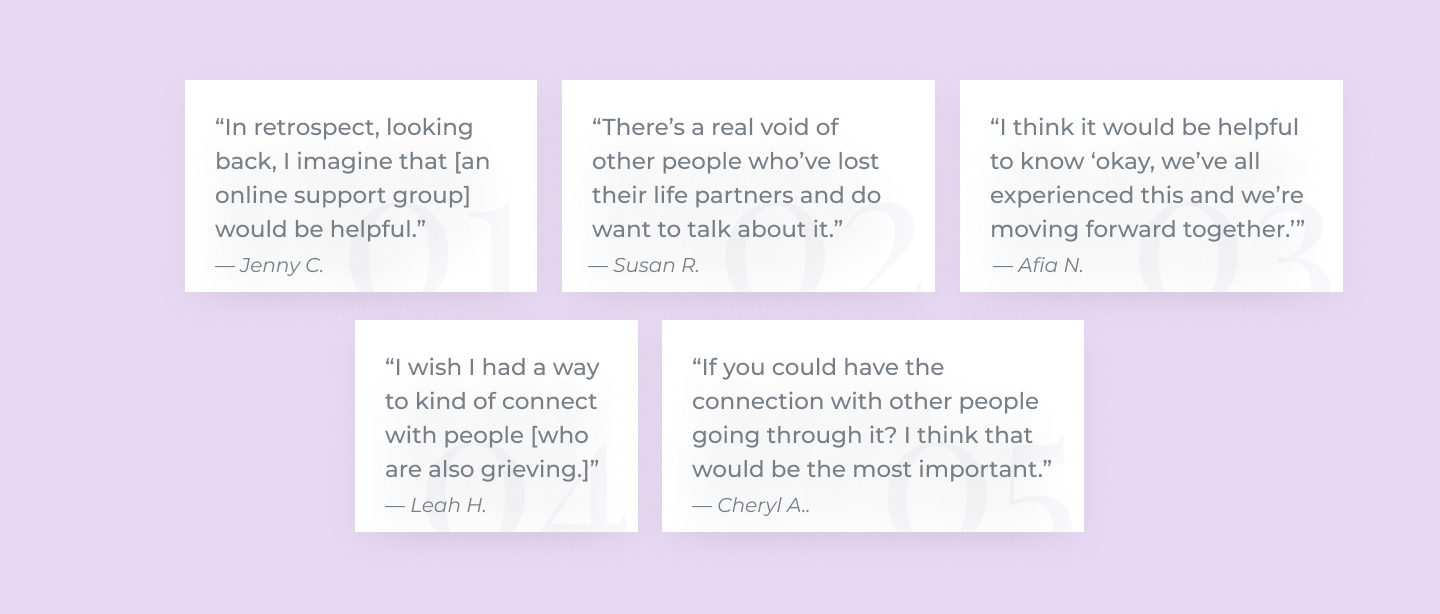 “In retrospect, looking
back, I imagine that [an
online support group]
would be helpful.”
— Jenny C.
01
“There’s a real void of
other people who’ve lost
their life partners and do
want to talk about it.”
— Susan R.
02
“I think it would be helpful
to know ‘okay, we’ve all
experienced this and we’re
moving forward together.’”
— Afia N.
03
“I wish I had a way
to kind of connect
with people [who
are also grieving.]”
— Leah H.
04
“If you could have the
connection with other people
going through it? I think that
would be the most important.”
— Cheryl A..
05